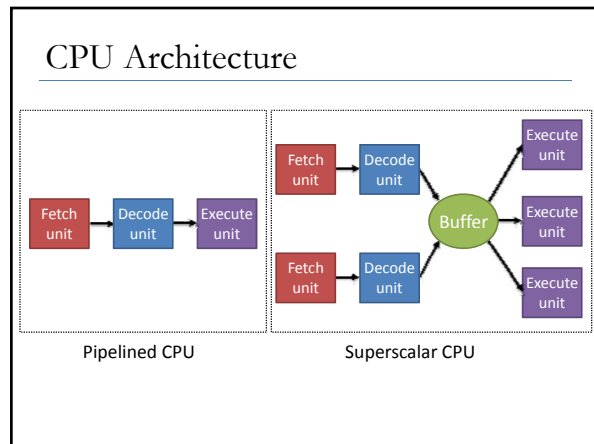 CPU Architecture
Fetch
unit
Decode
unit
Execute
unit
Pipelined CPU
Fetch
unit
Decode
unit
Fetch
unit
Decode
unit
Buffer
Execute
unit
Execute
unit
Execute
unit
Superscalar CPU